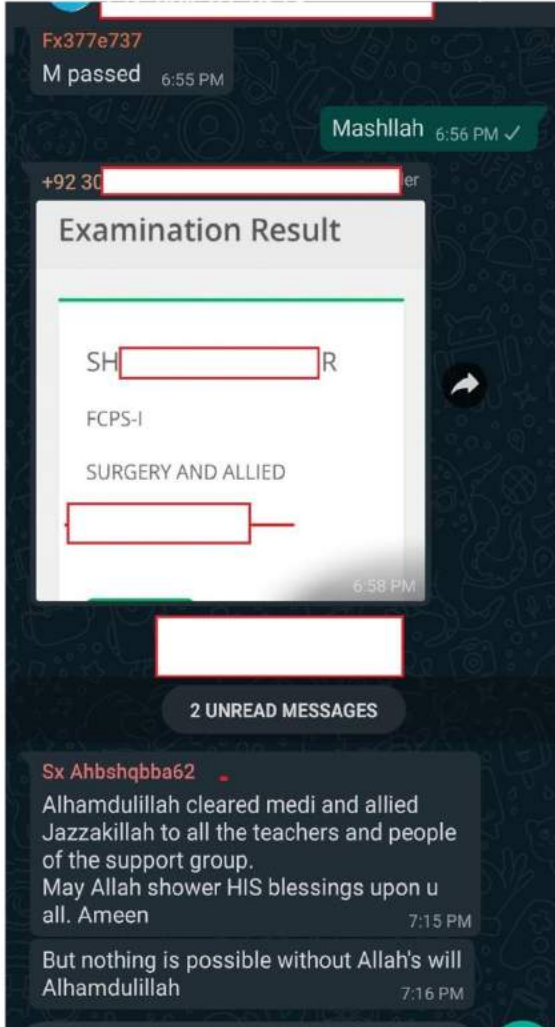 Fx377e737
M passed 6:55 PM
Mashllah 6:56 PM
+92 30
er
Examination Result
SH R
FCPS-I
SURGERY AND ALLIED
6:58 PM
2 UNREAD MESSAGES
Sx Ahbshqbba62
Alhamdulillah cleared medi and allied
Jazzakillah to all the teachers and people
of the support group.
May Allah shower HIS blessings upon u
all. Ameen 7:15 PM
But nothing is possible without Allah's will
Alhamdulillah 7:16 PM